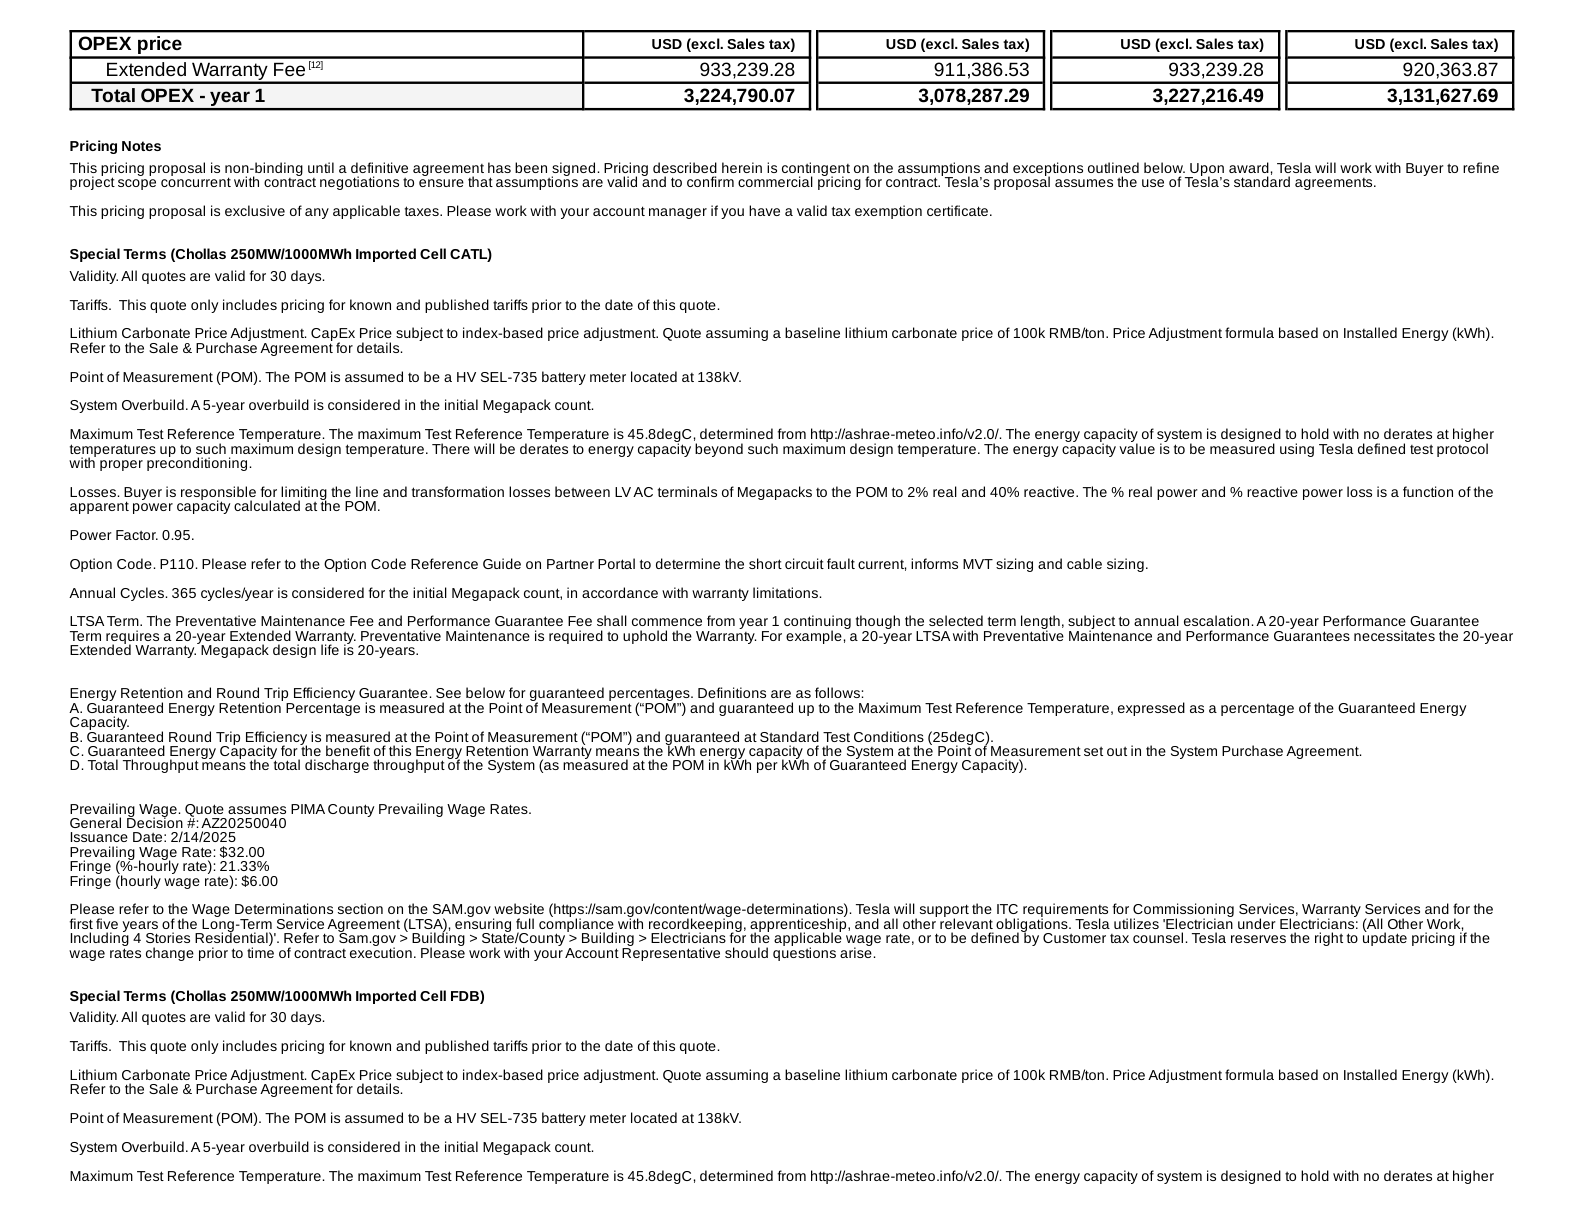 OPEX price USD (excl. Sales tax) USD (excl. Sales tax) USD (excl. Sales tax) USD (excl. Sales tax)
Extended Warranty Fee [12] 933,239.28 911,386.53 933,239.28 920,363.87
Total OPEX - year 1 3,224,790.07 3,078,287.29 3,227,216.49 3,131,627.69
Pricing Notes
This pricing proposal is non-binding until a definitive agreement has been signed. Pricing described herein is contingent on the assumptions and exceptions outlined below. Upon award, Tesla will work with Buyer to refine
project scope concurrent with contract negotiations to ensure that assumptions are valid and to confirm commercial pricing for contract. Tesla's proposal assumes the use of Tesla's standard agreements.
This pricing proposal is exclusive of any applicable taxes. Please work with your account manager if you have a valid tax exemption certificate.
Special Terms (Chollas 250MW/1000MWh Imported Cell CATL)
Validity. All quotes are valid for 30 days.
Tariffs.  This quote only includes pricing for known and published tariffs prior to the date of this quote.
Lithium Carbonate Price Adjustment. CapEx Price subject to index-based price adjustment. Quote assuming a baseline lithium carbonate price of 100k RMB/ton. Price Adjustment formula based on Installed Energy (kWh).
Refer to the Sale & Purchase Agreement for details.
Point of Measurement (POM). The POM is assumed to be a HV SEL-735 battery meter located at 138kV.
System Overbuild. A 5-year overbuild is considered in the initial Megapack count.
Maximum Test Reference Temperature. The maximum Test Reference Temperature is 45.8degC, determined from http://ashrae-meteo.info/v2.0/. The energy capacity of system is designed to hold with no derates at higher
temperatures up to such maximum design temperature. There will be derates to energy capacity beyond such maximum design temperature. The energy capacity value is to be measured using Tesla defined test protocol
with proper preconditioning.
Losses. Buyer is responsible for limiting the line and transformation losses between LV AC terminals of Megapacks to the POM to 2% real and 40% reactive. The % real power and % reactive power loss is a function of the
apparent power capacity calculated at the POM.
Power Factor. 0.95.
Option Code. P110. Please refer to the Option Code Reference Guide on Partner Portal to determine the short circuit fault current, informs MVT sizing and cable sizing.
Annual Cycles. 365 cycles/year is considered for the initial Megapack count, in accordance with warranty limitations.
LTSA Term. The Preventative Maintenance Fee and Performance Guarantee Fee shall commence from year 1 continuing though the selected term length, subject to annual escalation. A 20-year Performance Guarantee
Term requires a 20-year Extended Warranty. Preventative Maintenance is required to uphold the Warranty. For example, a 20-year LTSA with Preventative Maintenance and Performance Guarantees necessitates the 20-year
Extended Warranty. Megapack design life is 20-years.
Energy Retention and Round Trip Efficiency Guarantee. See below for guaranteed percentages. Definitions are as follows:
A. Guaranteed Energy Retention Percentage is measured at the Point of Measurement (“POM”) and guaranteed up to the Maximum Test Reference Temperature, expressed as a percentage of the Guaranteed Energy
Capacity.
B. Guaranteed Round Trip Efficiency is measured at the Point of Measurement (“POM”) and guaranteed at Standard Test Conditions (25degC).
C. Guaranteed Energy Capacity for the benefit of this Energy Retention Warranty means the kWh energy capacity of the System at the Point of Measurement set out in the System Purchase Agreement.
D. Total Throughput means the total discharge throughput of the System (as measured at the POM in kWh per kWh of Guaranteed Energy Capacity).
Prevailing Wage. Quote assumes PIMA County Prevailing Wage Rates.
General Decision #: AZ20250040
Issuance Date: 2/14/2025
Prevailing Wage Rate: $32.00
Fringe (%-hourly rate): 21.33%
Fringe (hourly wage rate): $6.00
Please refer to the Wage Determinations section on the SAM.gov website (https://sam.gov/content/wage-determinations). Tesla will support the ITC requirements for Commissioning Services, Warranty Services and for the
first five years of the Long-Term Service Agreement (LTSA), ensuring full compliance with recordkeeping, apprenticeship, and all other relevant obligations. Tesla utilizes 'Electrician under Electricians: (All Other Work,
Including 4 Stories Residential)'. Refer to Sam.gov > Building > State/County > Building > Electricians for the applicable wage rate, or to be defined by Customer tax counsel. Tesla reserves the right to update pricing if the
wage rates change prior to time of contract execution. Please work with your Account Representative should questions arise.
Special Terms (Chollas 250MW/1000MWh Imported Cell FDB)
Validity. All quotes are valid for 30 days.
Tariffs.  This quote only includes pricing for known and published tariffs prior to the date of this quote.
Lithium Carbonate Price Adjustment. CapEx Price subject to index-based price adjustment. Quote assuming a baseline lithium carbonate price of 100k RMB/ton. Price Adjustment formula based on Installed Energy (kWh).
Refer to the Sale & Purchase Agreement for details.
Point of Measurement (POM). The POM is assumed to be a HV SEL-735 battery meter located at 138kV.
System Overbuild. A 5-year overbuild is considered in the initial Megapack count.
Maximum Test Reference Temperature. The maximum Test Reference Temperature is 45.8degC, determined from http://ashrae-meteo.info/v2.0/. The energy capacity of system is designed to hold with no derates at higher